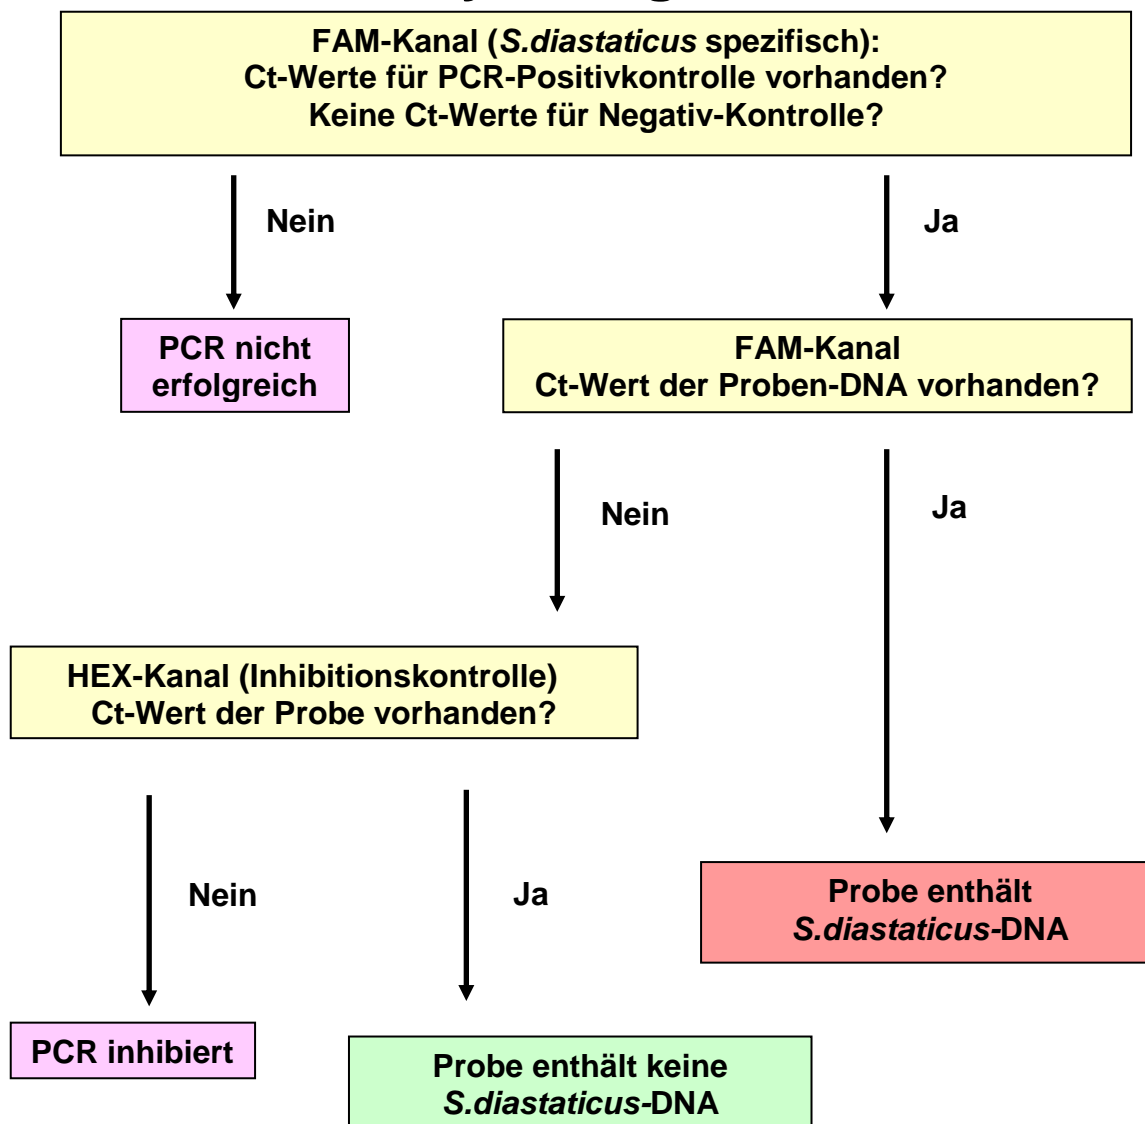 FAM-Kanal (S.diastaticus spezifisch):
Ct-Werte für PCR-Positivkontrolle vorhanden?
Keine Ct-Werte für Negativ-Kontrolle?
Nein
Ja
PCR nicht
erfolgreich
FAM-Kanal
Ct-Wert der Proben-DNA vorhanden?
Nein
Ja
HEX-Kanal (Inhibitionskontrolle)
Ct-Wert der Probe vorhanden?
Nein
Ja
Probe enthält
S.diastaticus-DNA
PCR inhibiert
Probe enthält keine
S.diastaticus-DNA